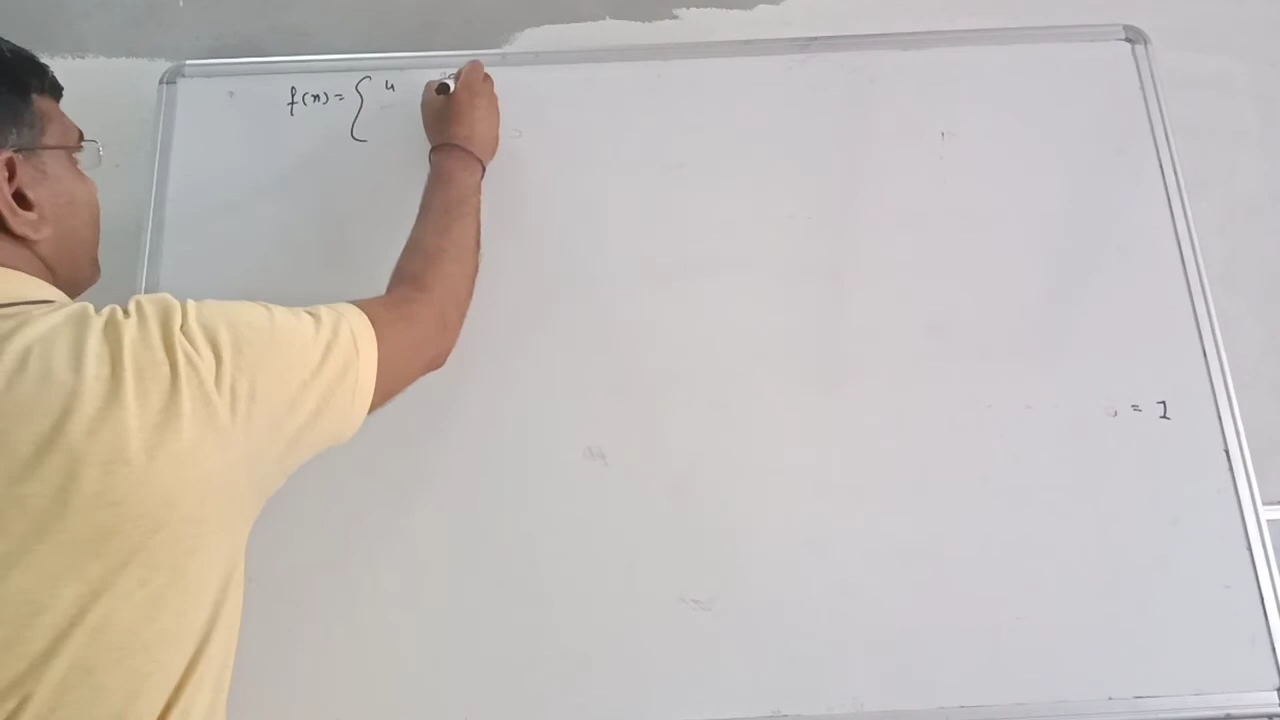 f(x) = { 4
= 1